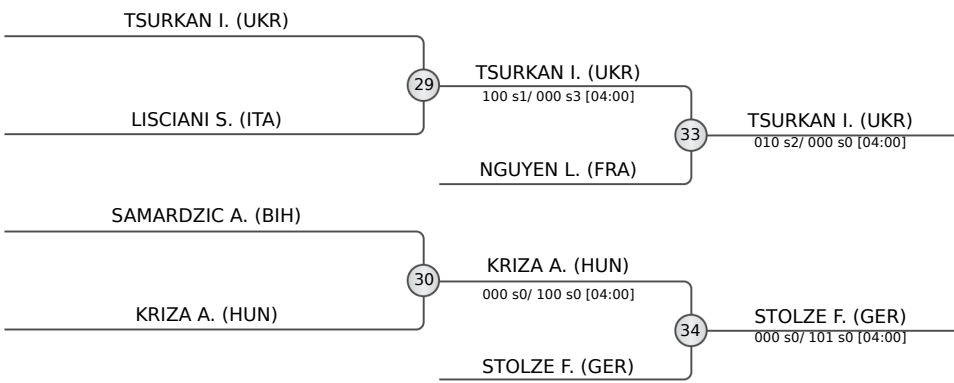 TSURKAN I. (UKR)
29
LISCIANI S. (ITA)
TSURKAN I. (UKR)
100 s1/ 000 s3 [04:00]
33
NGUYEN L. (FRA)
TSURKAN I. (UKR)
010 s2/ 000 s0 [04:00]
SAMARDZIC A. (BIH)
30
KRIZA A. (HUN)
KRIZA A. (HUN)
000 s0/ 100 s0 [04:00]
34
STOLZE F. (GER)
STOLZE F. (GER)
000 s0/ 101 s0 [04:00]